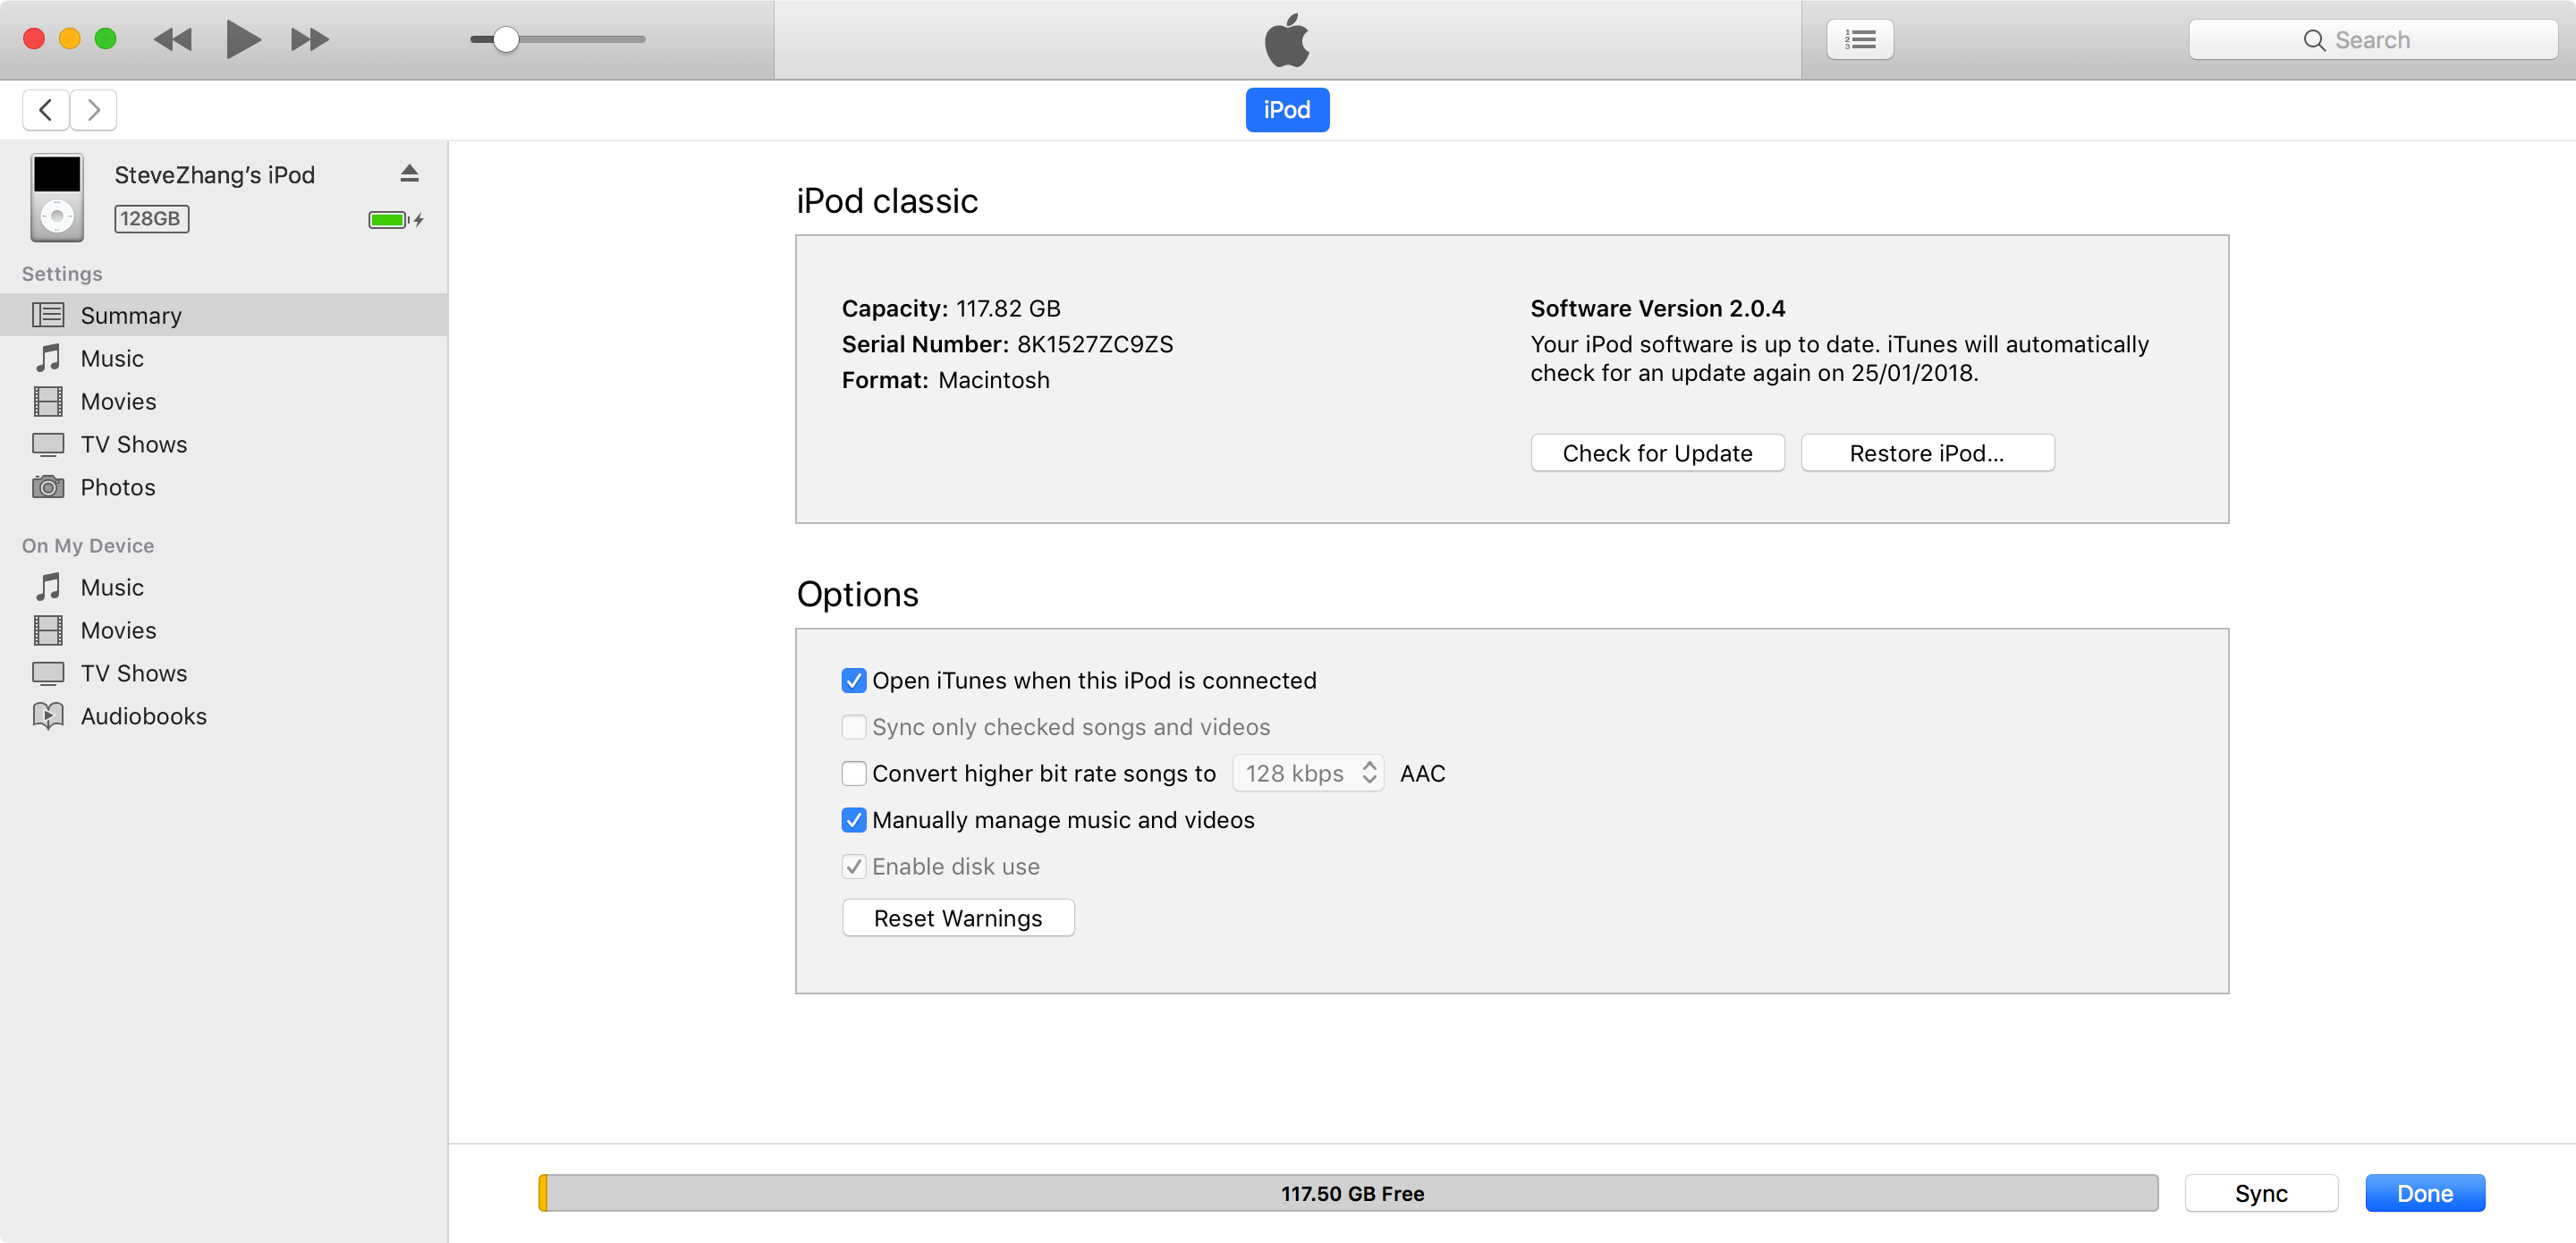 Search
iPod
SteveZhang’s iPod
128GB
Settings
Summary
Music
Movies
TV Shows
Photos
On My Device
Music
Movies
TV Shows
Audiobooks
iPod classic
Capacity: 117.82 GB
Serial Number: 8K1527ZC9ZS
Format: Macintosh
Software Version 2.0.4
Your iPod software is up to date. iTunes will automatically
check for an update again on 25/01/2018.
Check for Update
Restore iPod...
Options
Open iTunes when this iPod is connected
Sync only checked songs and videos
Convert higher bit rate songs to 128 kbps AAC
Manually manage music and videos
Enable disk use
Reset Warnings
117.50 GB Free
Sync
Done